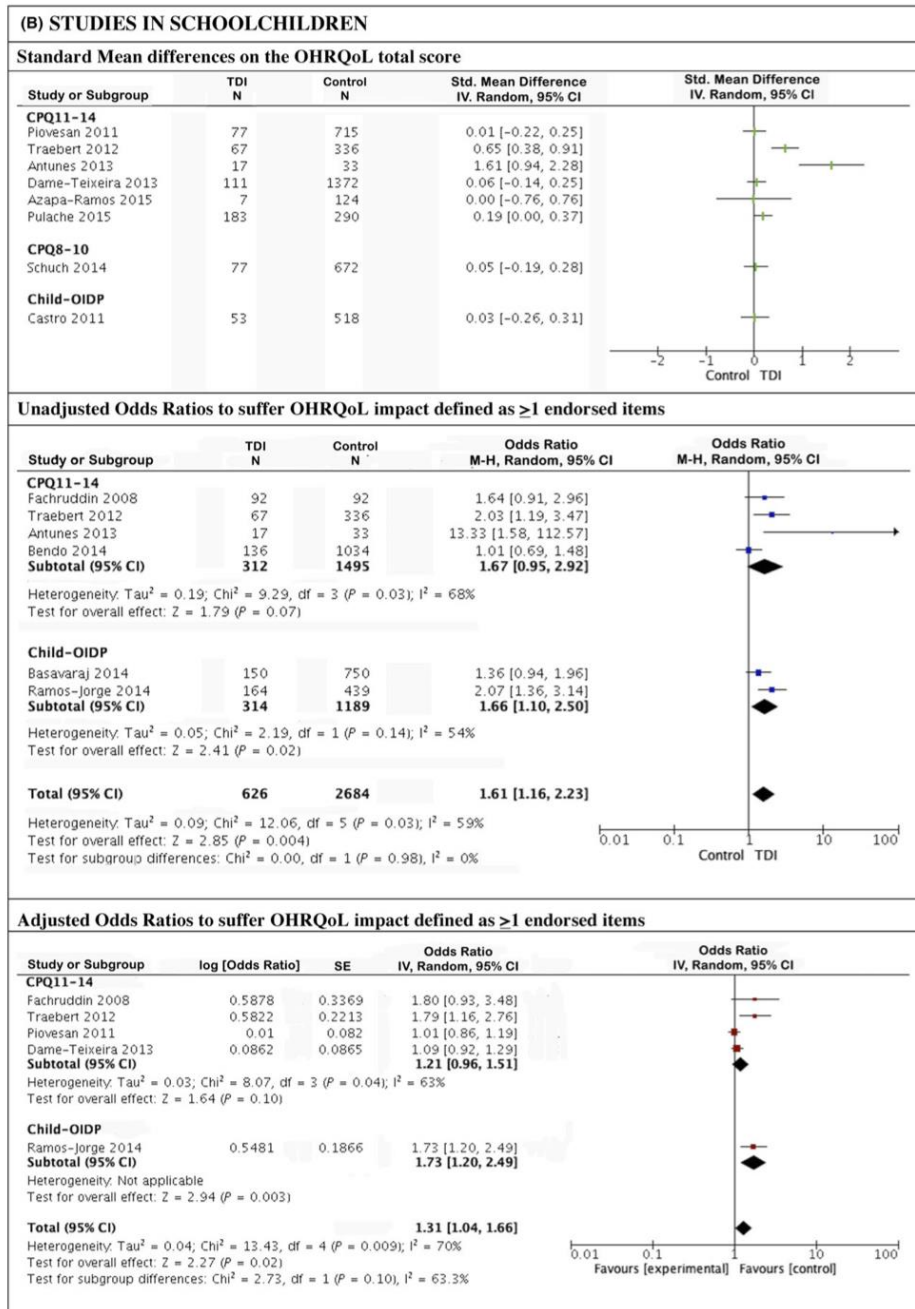 (B) STUDIES IN SCHOOLCHILDREN
Standard Mean differences on the OHRQoL total score
Study or Subgroup TDI N Control N Std. Mean Difference IV. Random, 95% CI Std. Mean Difference IV. Random, 95% CI
CPQ11-14
Piovesan 2011 77 715 0.01 [-0.22, 0.25]
Traebert 2012 67 336 0.65 [0.38, 0.91]
Antunes 2013 17 33 1.61 [0.94, 2.28]
Dame-Teixeira 2013 111 1372 0.06 [-0.14, 0.25]
Azapa-Ramos 2015 7 124 0.00 [-0.76, 0.76]
Pulache 2015 183 290 0.19 [0.00, 0.37]
CPQ8-10
Schuch 2014 77 672 0.05 [-0.19, 0.28]
Child-OIDP
Castro 2011 53 518 0.03 [-0.26, 0.31]
-2 -1 0 1 2
Control TDI
Unadjusted Odds Ratios to suffer OHRQoL impact defined as ≥1 endorsed items
Study or Subgroup TDI N Control N Odds Ratio M-H, Random, 95% CI Odds Ratio M-H, Random, 95% CI
CPQ11-14
Fachruddin 2008 92 92 1.64 [0.91, 2.96]
Traebert 2012 67 336 2.03 [1.19, 3.47]
Antunes 2013 17 33 13.33 [1.58, 112.57]
Bendo 2014 136 1034 1.01 [0.69, 1.48]
Subtotal (95% CI) 312 1495 1.67 [0.95, 2.92]
Heterogeneity: Tau² = 0.19; Chi² = 9.29, df = 3 (P = 0.03); I² = 68%
Test for overall effect: Z = 1.79 (P = 0.07)
Child-OIDP
Basavaraj 2014 150 750 1.36 [0.94, 1.96]
Ramos-Jorge 2014 164 439 2.07 [1.36, 3.14]
Subtotal (95% CI) 314 1189 1.66 [1.10, 2.50]
Heterogeneity: Tau² = 0.05; Chi² = 2.19, df = 1 (P = 0.14); I² = 54%
Test for overall effect: Z = 2.41 (P = 0.02)
Total (95% CI) 626 2684 1.61 [1.16, 2.23]
Heterogeneity: Tau² = 0.09; Chi² = 12.06, df = 5 (P = 0.03); I² = 59%
Test for overall effect: Z = 2.85 (P = 0.004)
Test for subgroup differences: Chi² = 0.00, df = 1 (P = 0.98), I² = 0%
0.01 0.1 1 10 100
Control TDI
Adjusted Odds Ratios to suffer OHRQoL impact defined as ≥1 endorsed items
Study or Subgroup log [Odds Ratio] SE Odds Ratio IV, Random, 95% CI Odds Ratio IV, Random, 95% CI
CPQ11-14
Fachruddin 2008 0.5878 0.3369 1.80 [0.93, 3.48]
Traebert 2012 0.5822 0.2213 1.79 [1.16, 2.76]
Piovesan 2011 0.01 0.082 1.01 [0.86, 1.19]
Dame-Teixeira 2013 0.0862 0.0865 1.09 [0.92, 1.29]
Subtotal (95% CI) 1.21 [0.96, 1.51]
Heterogeneity: Tau² = 0.03; Chi² = 8.07, df = 3 (P = 0.04); I² = 63%
Test for overall effect: Z = 1.64 (P = 0.10)
Child-OIDP
Ramos-Jorge 2014 0.5481 0.1866 1.73 [1.20, 2.49]
Subtotal (95% CI) 1.73 [1.20, 2.49]
Heterogeneity: Not applicable
Test for overall effect: Z = 2.94 (P = 0.003)
Total (95% CI) 1.31 [1.04, 1.66]
Heterogeneity: Tau² = 0.04; Chi² = 13.43, df = 4 (P = 0.009); I² = 70%
Test for overall effect: Z = 2.27 (P = 0.02)
Test for subgroup differences: Chi² = 2.73, df = 1 (P = 0.10), I² = 63.3%
0.01 0.1 1 10 100
Favours [experimental] Favours [control]